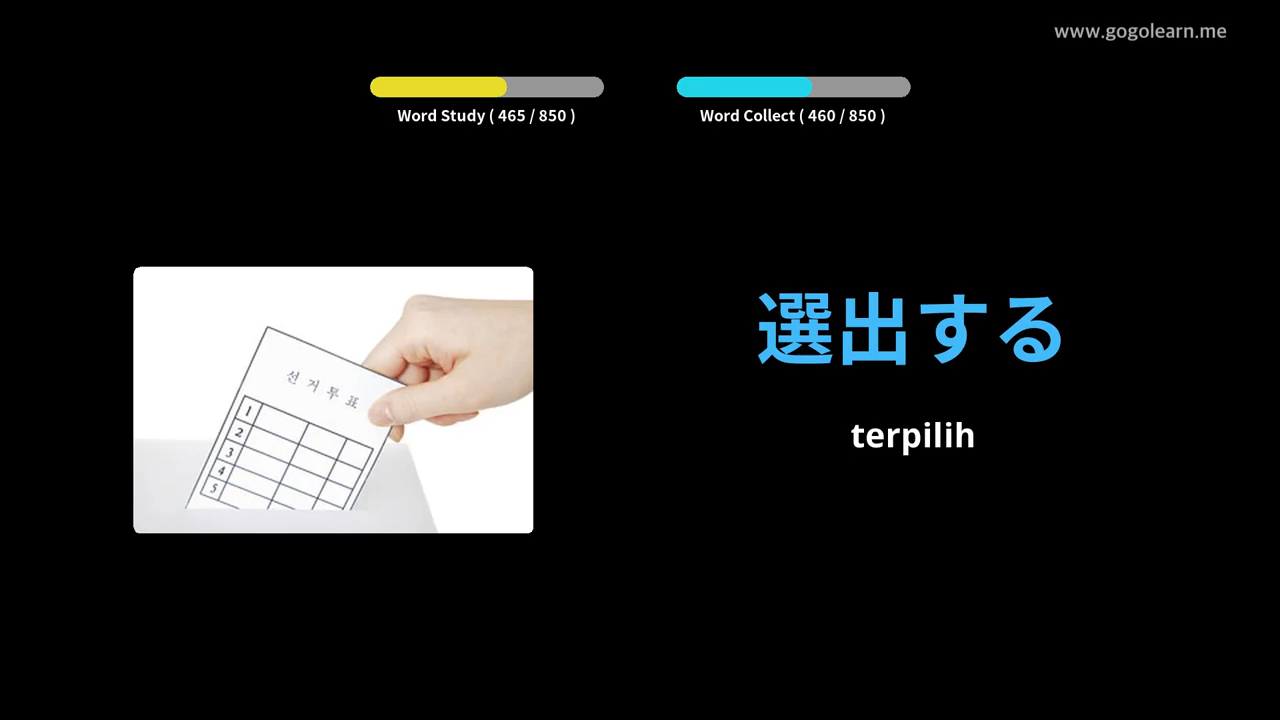 www.gogolearn.me
Word Study ( 465 / 850 )
Word Collect ( 460 / 850 )
선거투표
1
2
3
4
5
選出する
terpilih